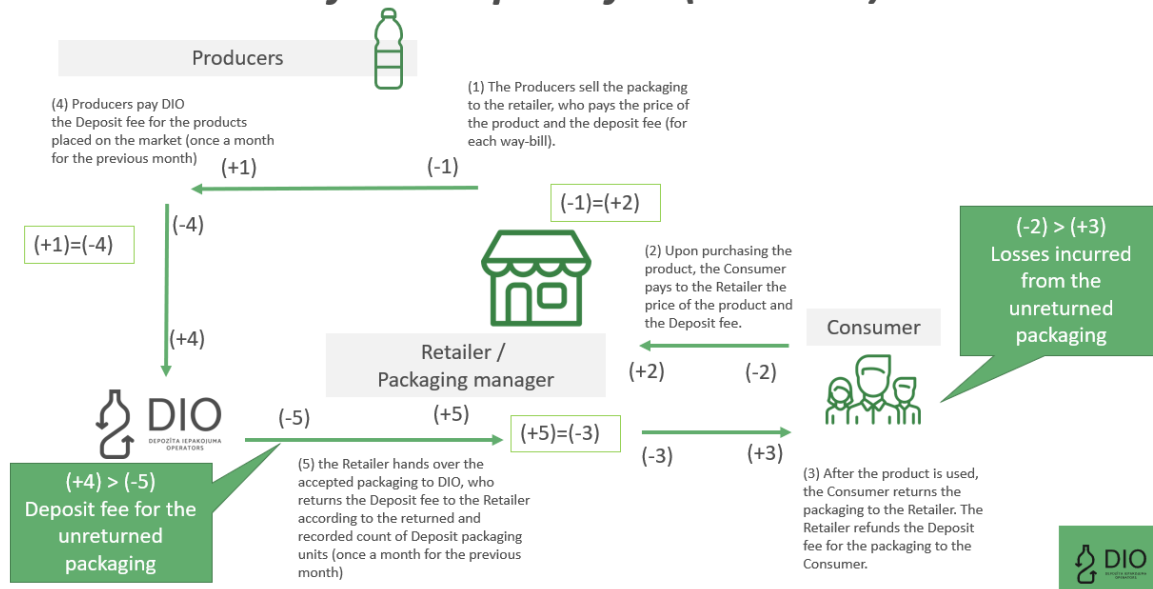 Producers
(4) Producers pay DIO
the Deposit fee for the products
placed on the market (once a month
for the previous month)
(1) The Producers sell the packaging
to the retailer, who pays the price of
the product and the deposit fee (for
each way-bill).
(+1)
(-1)
(-1)=(+2)
(-4)
(+1)=(-4)
(+4)
(2) Upon purchasing the
product, the Consumer
pays to the Retailer the
price of the product and
the Deposit fee.
(-2) > (+3)
Losses incurred
from the
unreturned
packaging
Consumer
Retailer /
Packaging manager
(+2)
(-2)
DIO
DEPOZĪTA IEPAKOJUMA
OPERATORS
(-5)
(+5)
(+5)=(-3)
(-3)
(+3)
(+4) > (-5)
Deposit fee for the
unreturned
packaging
(5) the Retailer hands over the
accepted packaging to DIO, who
returns the Deposit fee to the Retailer
according to the returned and
recorded count of Deposit packaging
units (once a month for the previous
month)
(3) After the product is used,
the Consumer returns the
packaging to the Retailer. The
Retailer refunds the Deposit
fee for the packaging to the
Consumer.
DIO
DEPOZĪTA IEPAKOJUMA
OPERATORS